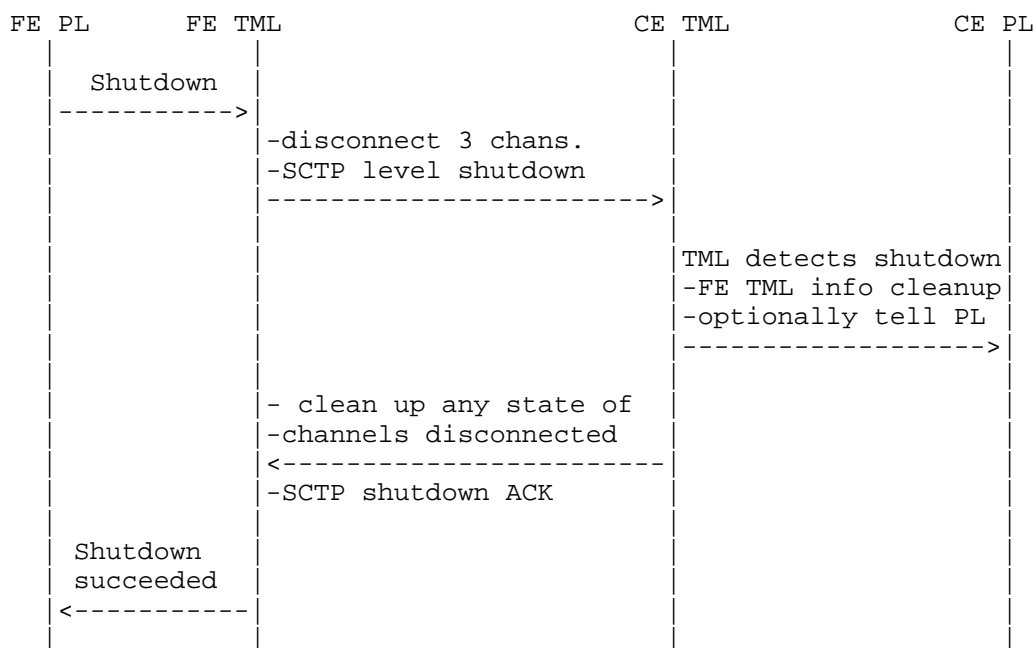 FE PL FE TML CE TML CE PL
Shutdown
----------->
-disconnect 3 chans.
-SCTP level shutdown
------------------------>
TML detects shutdown
-FE TML info cleanup
-optionally tell PL
------------------->
- clean up any state of
-channels disconnected
<------------------------
-SCTP shutdown ACK
Shutdown
succeeded
<-----------